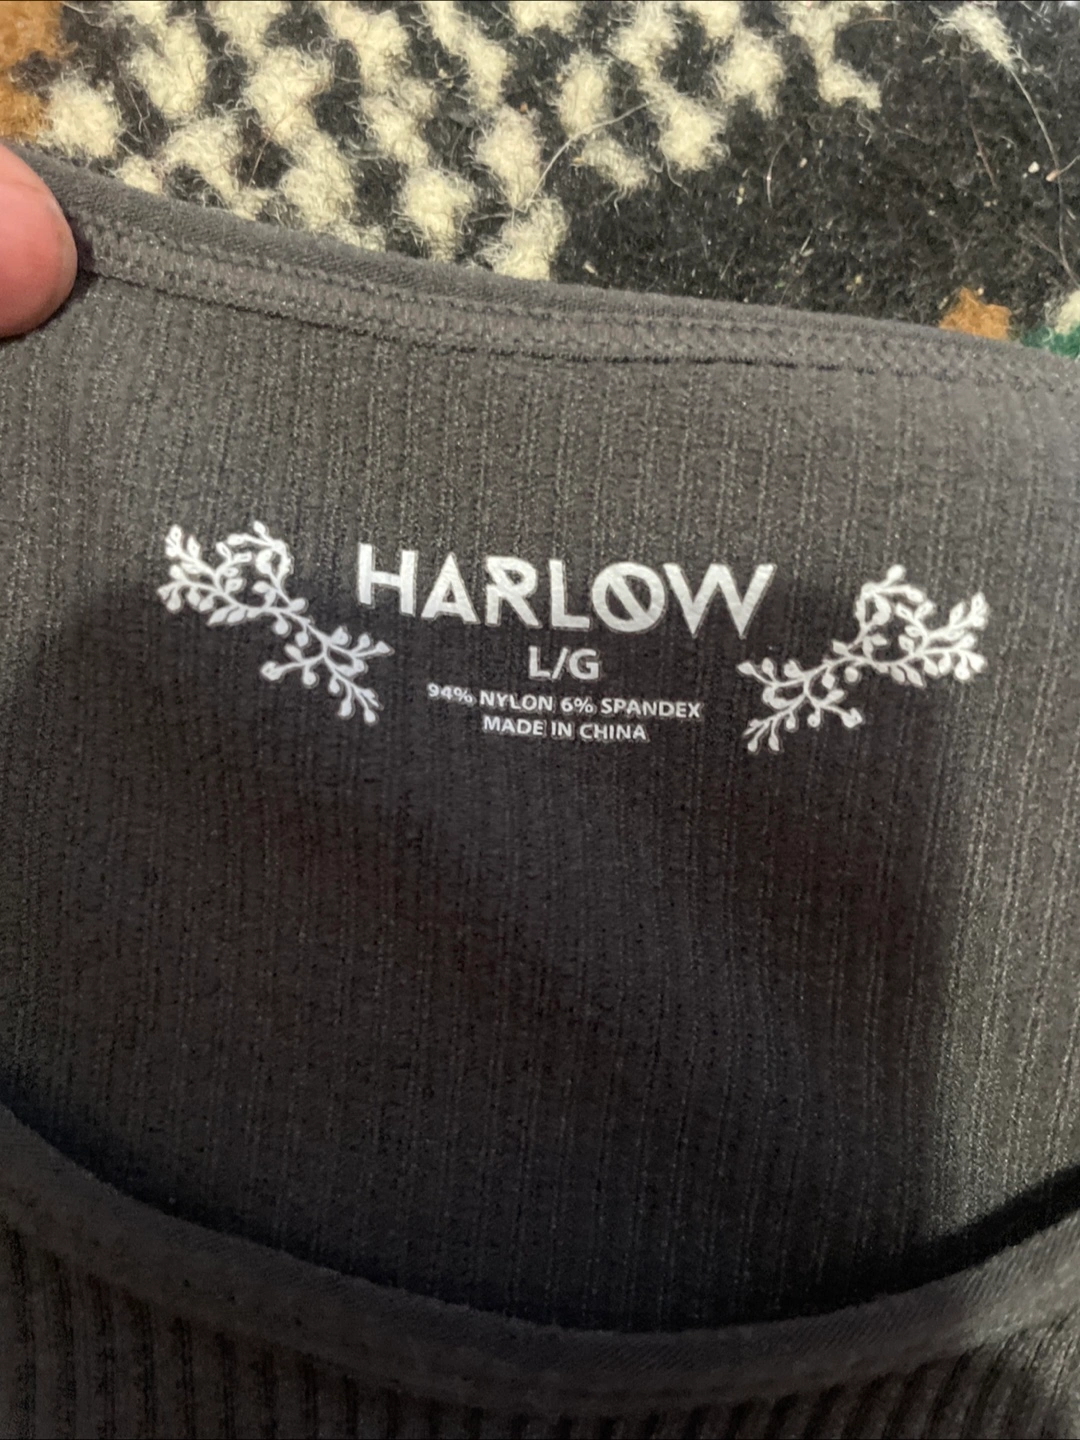 HARLOW
L/G
94% NYLON 6% SPANDEX
MADE IN CHINA